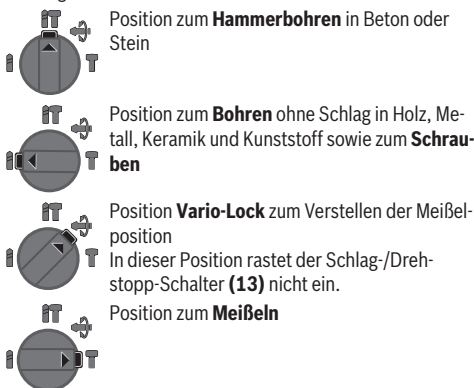 Position zum Hammerbohren in Beton oder
Stein
Position zum Bohren ohne Schlag in Holz, Me-
tall, Keramik und Kunststoff sowie zum Schrau-
ben
Position Vario-Lock zum Verstellen der Meißel-
position
In dieser Position rastet der Schlag-/Dreh-
stopp-Schalter (13) nicht ein.
Position zum Meißeln